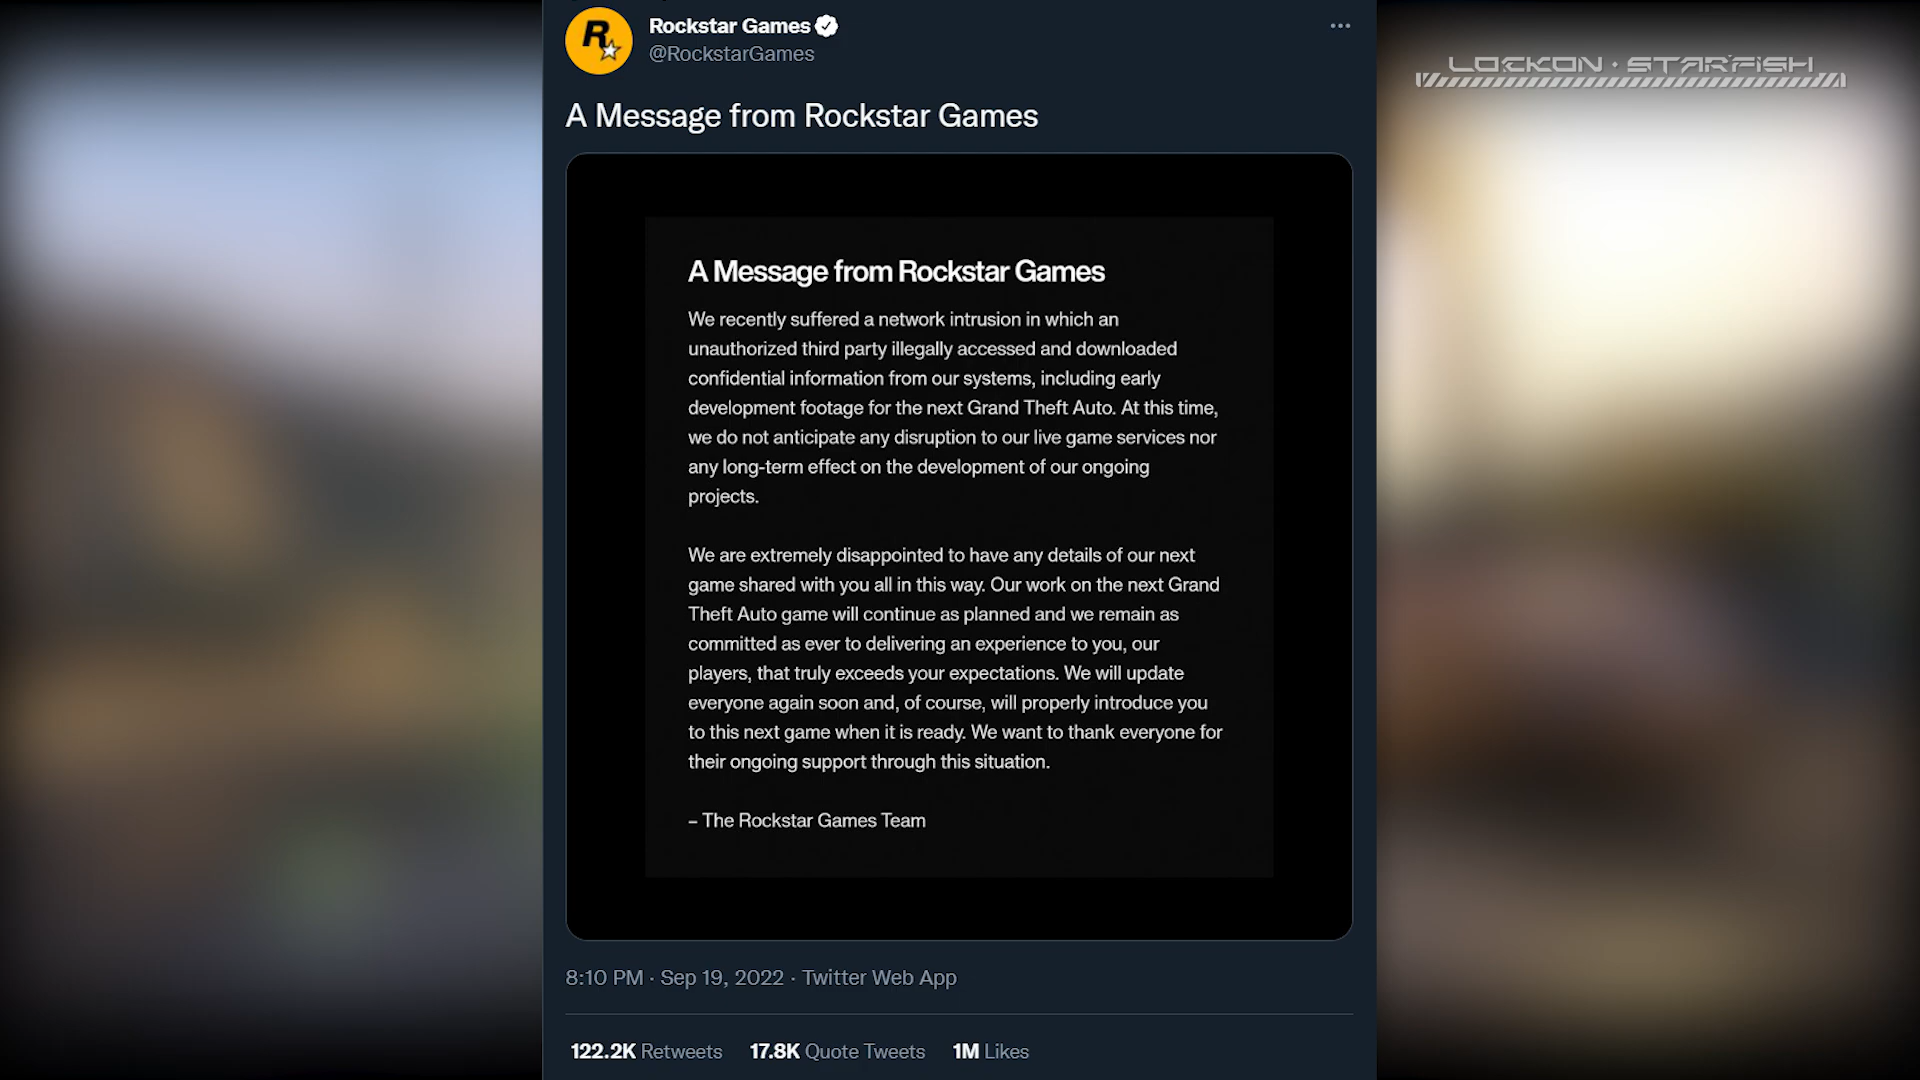 Rockstar Games
@RockstarGames
LOCKON · STARFISH
A Message from Rockstar Games
A Message from Rockstar Games
We recently suffered a network intrusion in which an
unauthorized third party illegally accessed and downloaded
confidential information from our systems, including early
development footage for the next Grand Theft Auto. At this time,
we do not anticipate any disruption to our live game services nor
any long-term effect on the development of our ongoing
projects.
We are extremely disappointed to have any details of our next
game shared with you all in this way. Our work on the next Grand
Theft Auto game will continue as planned and we remain as
committed as ever to delivering an experience to you, our
players, that truly exceeds your expectations. We will update
everyone again soon and, of course, will properly introduce you
to this next game when it is ready. We want to thank everyone for
their ongoing support through this situation.
– The Rockstar Games Team
8:10 PM · Sep 19, 2022 · Twitter Web App
122.2K Retweets 17.8K Quote Tweets 1M Likes